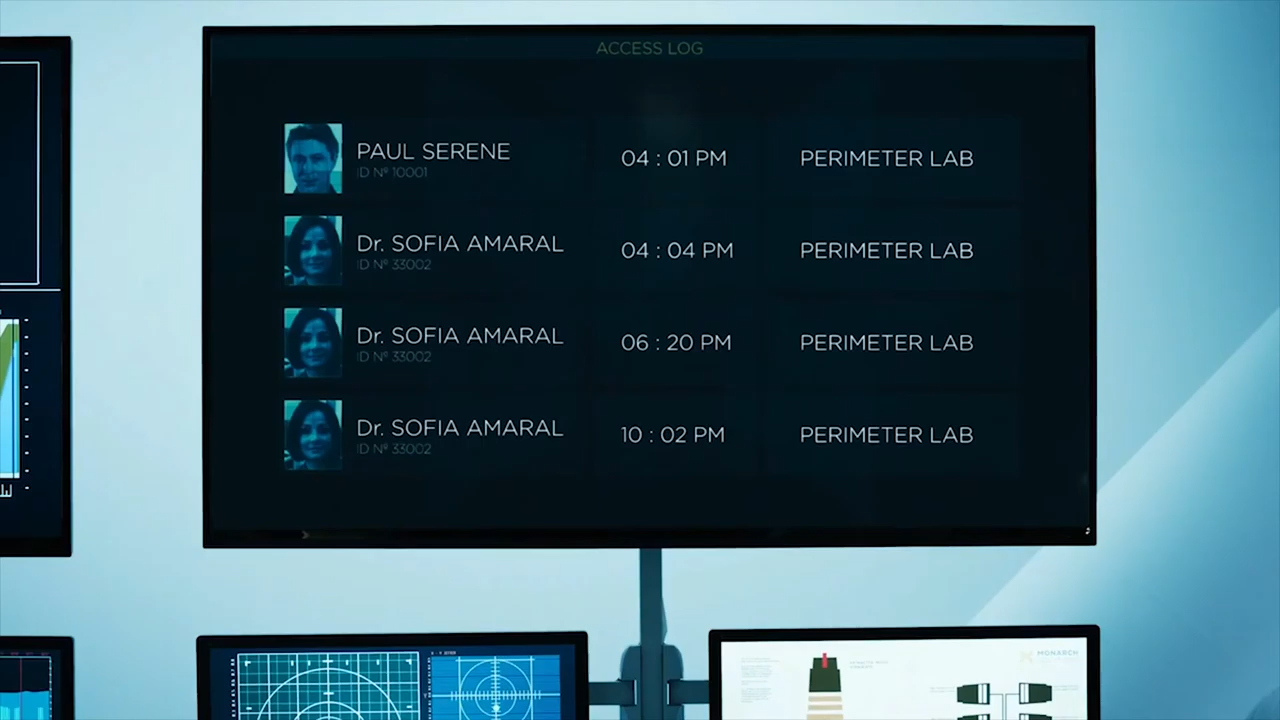 ACCESS LOG
PAUL SERENE
ID Nº 10001
04 : 01 PM
PERIMETER LAB
Dr. SOFIA AMARAL
ID Nº 33002
04 : 04 PM
PERIMETER LAB
Dr. SOFIA AMARAL
ID Nº 33002
06 : 20 PM
PERIMETER LAB
Dr. SOFIA AMARAL
ID Nº 33002
10 : 02 PM
PERIMETER LAB
MONARCH